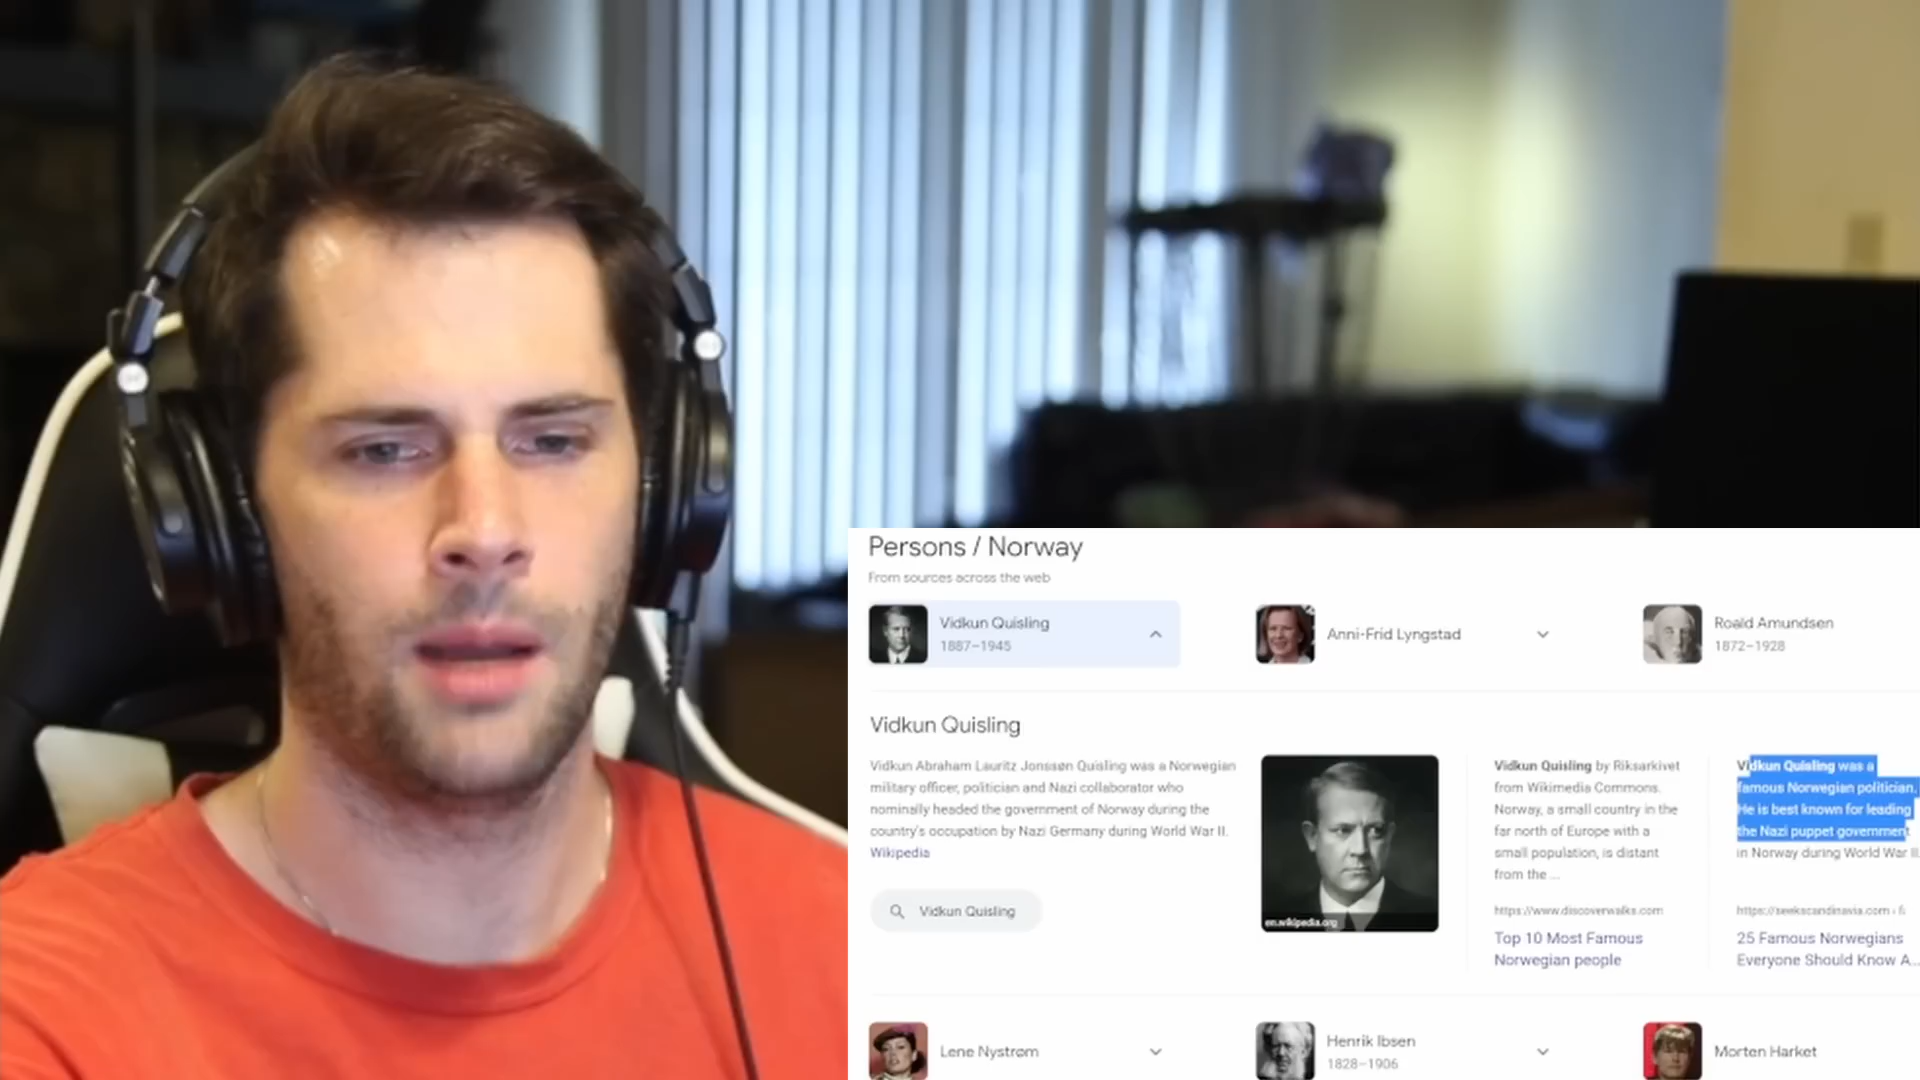 Persons / Norway
From sources across the web
Vidkun Quisling
1887–1945
Anni-Frid Lyngstad
Roald Amundsen
1872–1928
Vidkun Quisling
Vidkun Abraham Lauritz Jonssøn Quisling was a Norwegian
military officer, politician and Nazi collaborator who
nominally headed the government of Norway during the
country's occupation by Nazi Germany during World War II.
Wikipedia
Vidkun Quisling
en.wikipedia.org
Vidkun Quisling by Riksarkivet
from Wikimedia Commons.
Norway, a small country in the
far north of Europe with a
small population, is distant
from the ...
https://www.discoverwalks.com
Top 10 Most Famous
Norwegian people
Vidkun Quisling was a
famous Norwegian politician.
He is best known for leading
the Nazi puppet government
in Norway during World War II.
https://seekscandinavia.com › f
25 Famous Norwegians
Everyone Should Know A...
Lene Nystrøm
Henrik Ibsen
1828–1906
Morten Harket